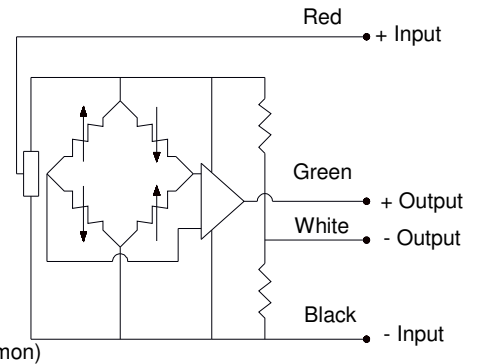 Red
+ Input
Green
+ Output
White
- Output
Black
- Input